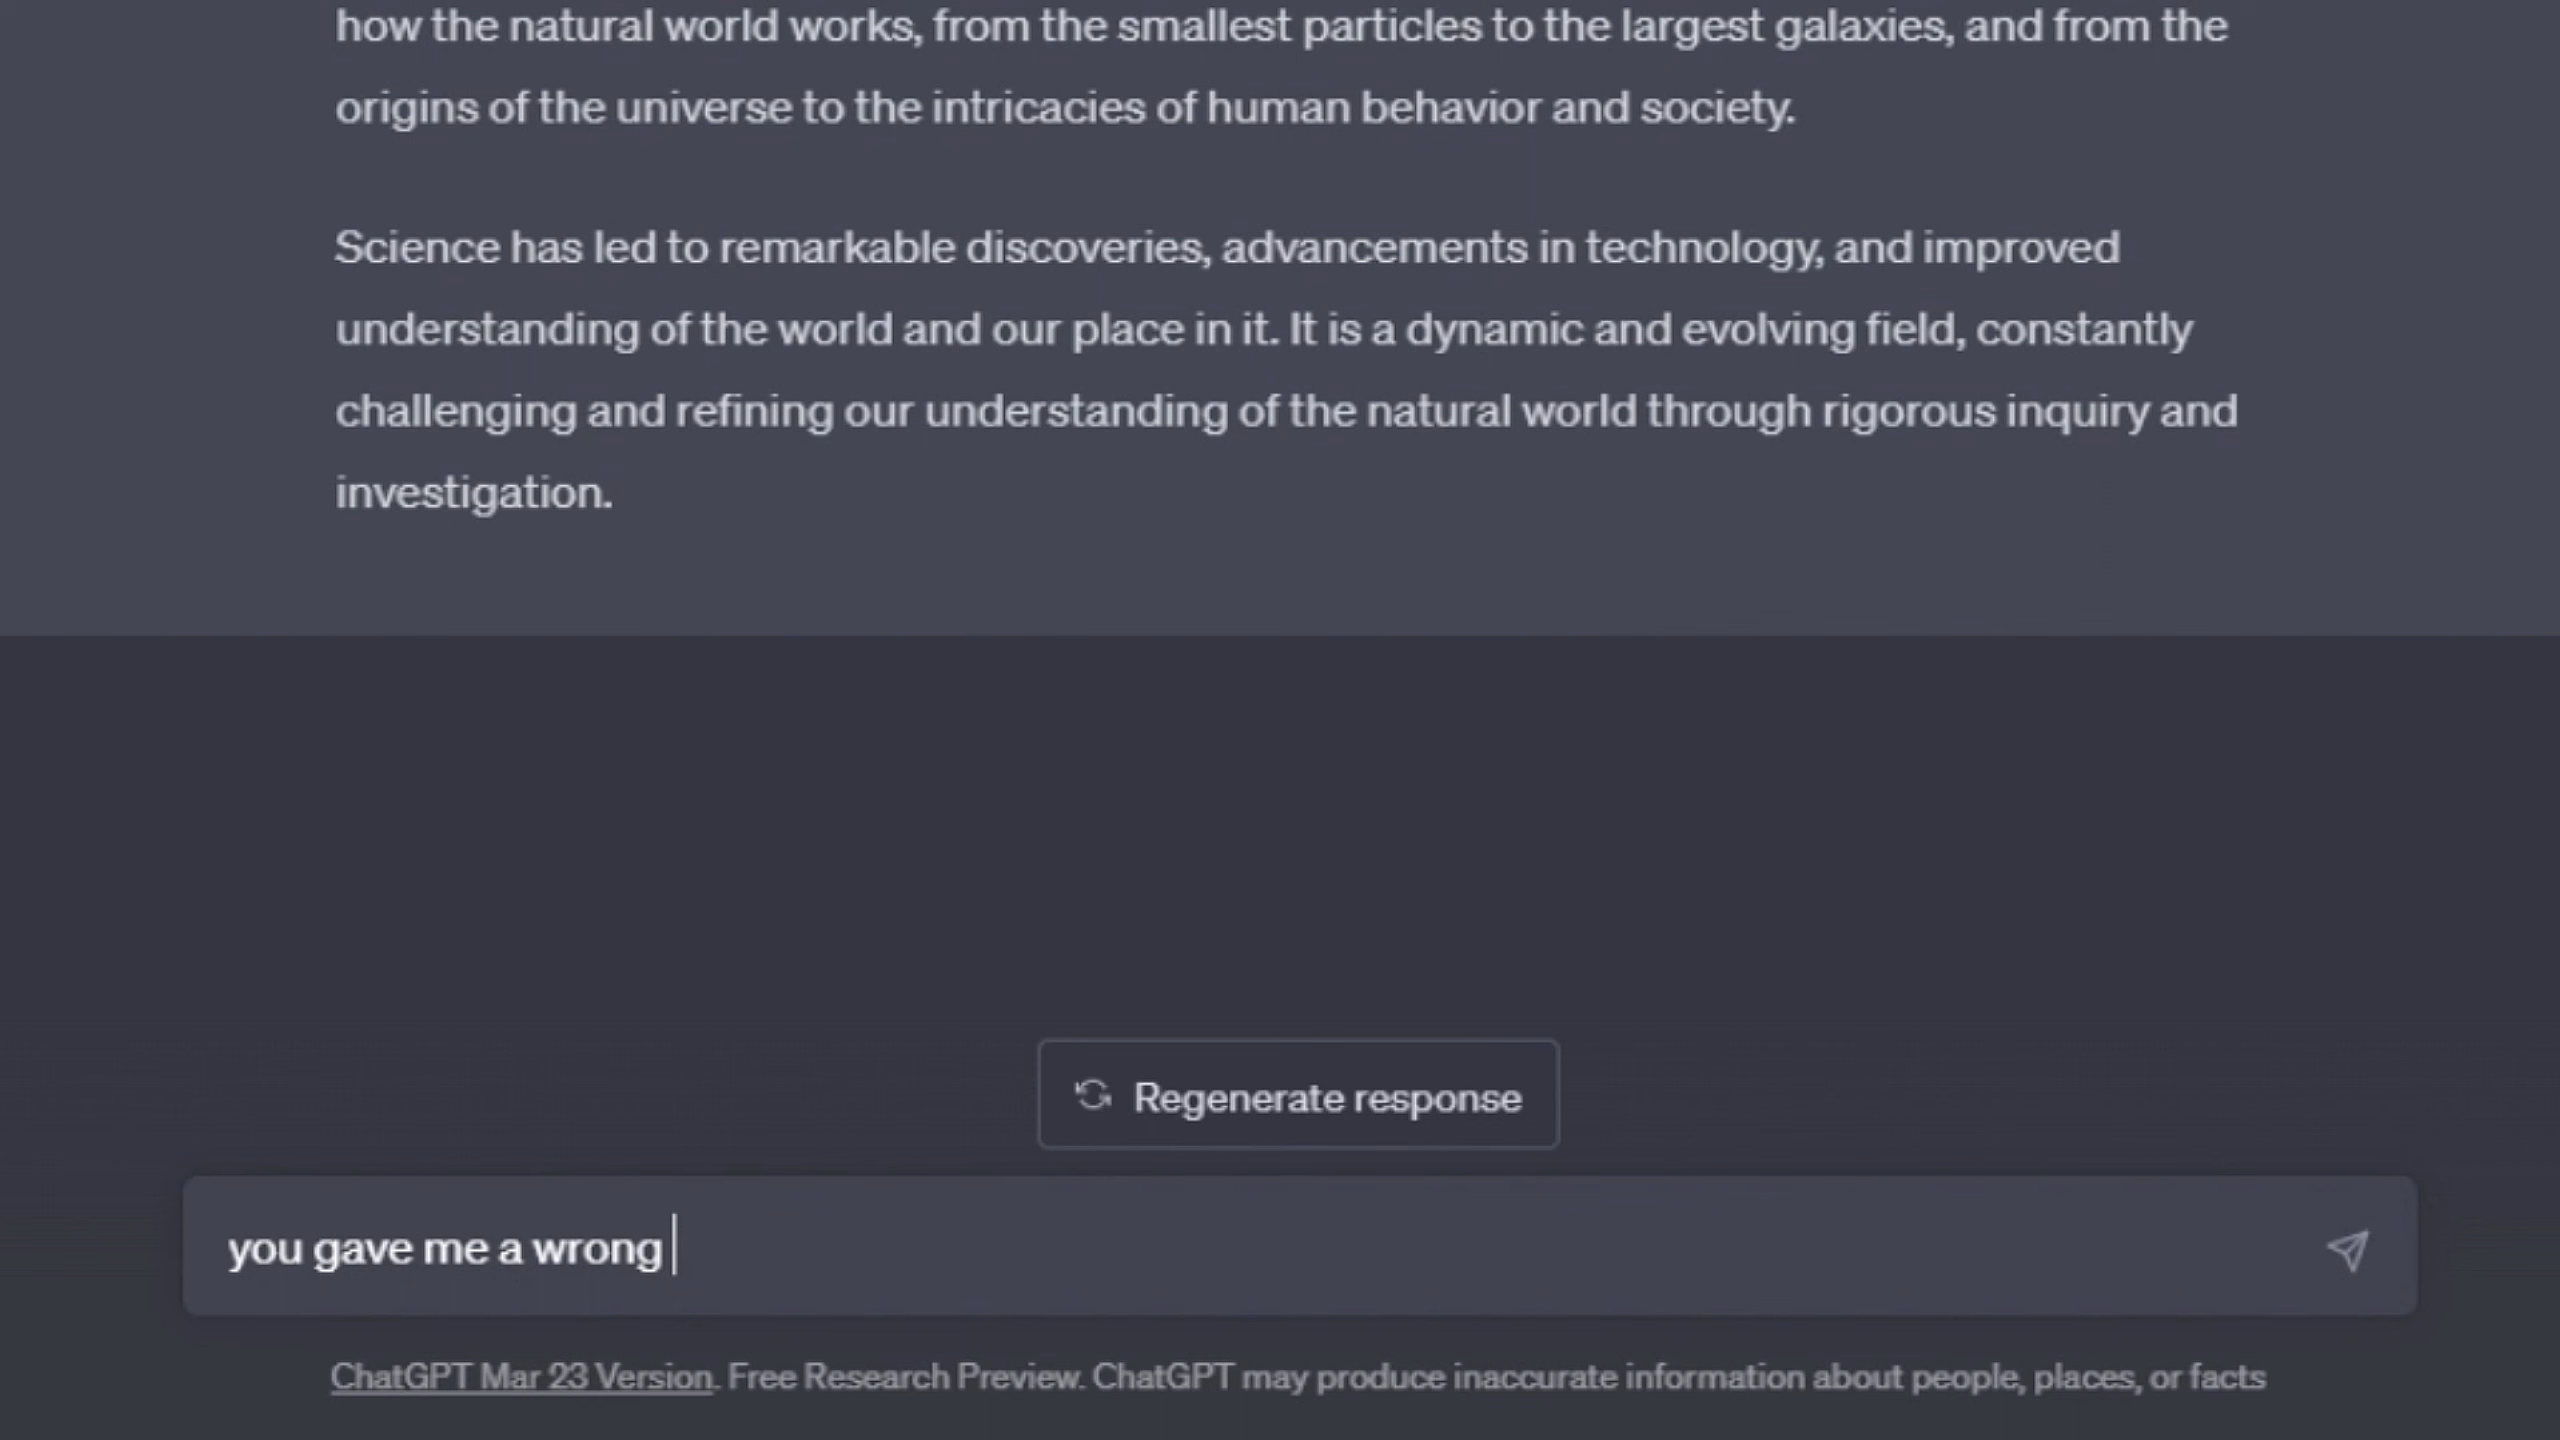 how the natural world works, from the smallest particles to the largest galaxies, and from the
origins of the universe to the intricacies of human behavior and society.
Science has led to remarkable discoveries, advancements in technology, and improved
understanding of the world and our place in it. It is a dynamic and evolving field, constantly
challenging and refining our understanding of the natural world through rigorous inquiry and
investigation.
Regenerate response
you gave me a wrong
ChatGPT Mar 23 Version. Free Research Preview. ChatGPT may produce inaccurate information about people, places, or facts